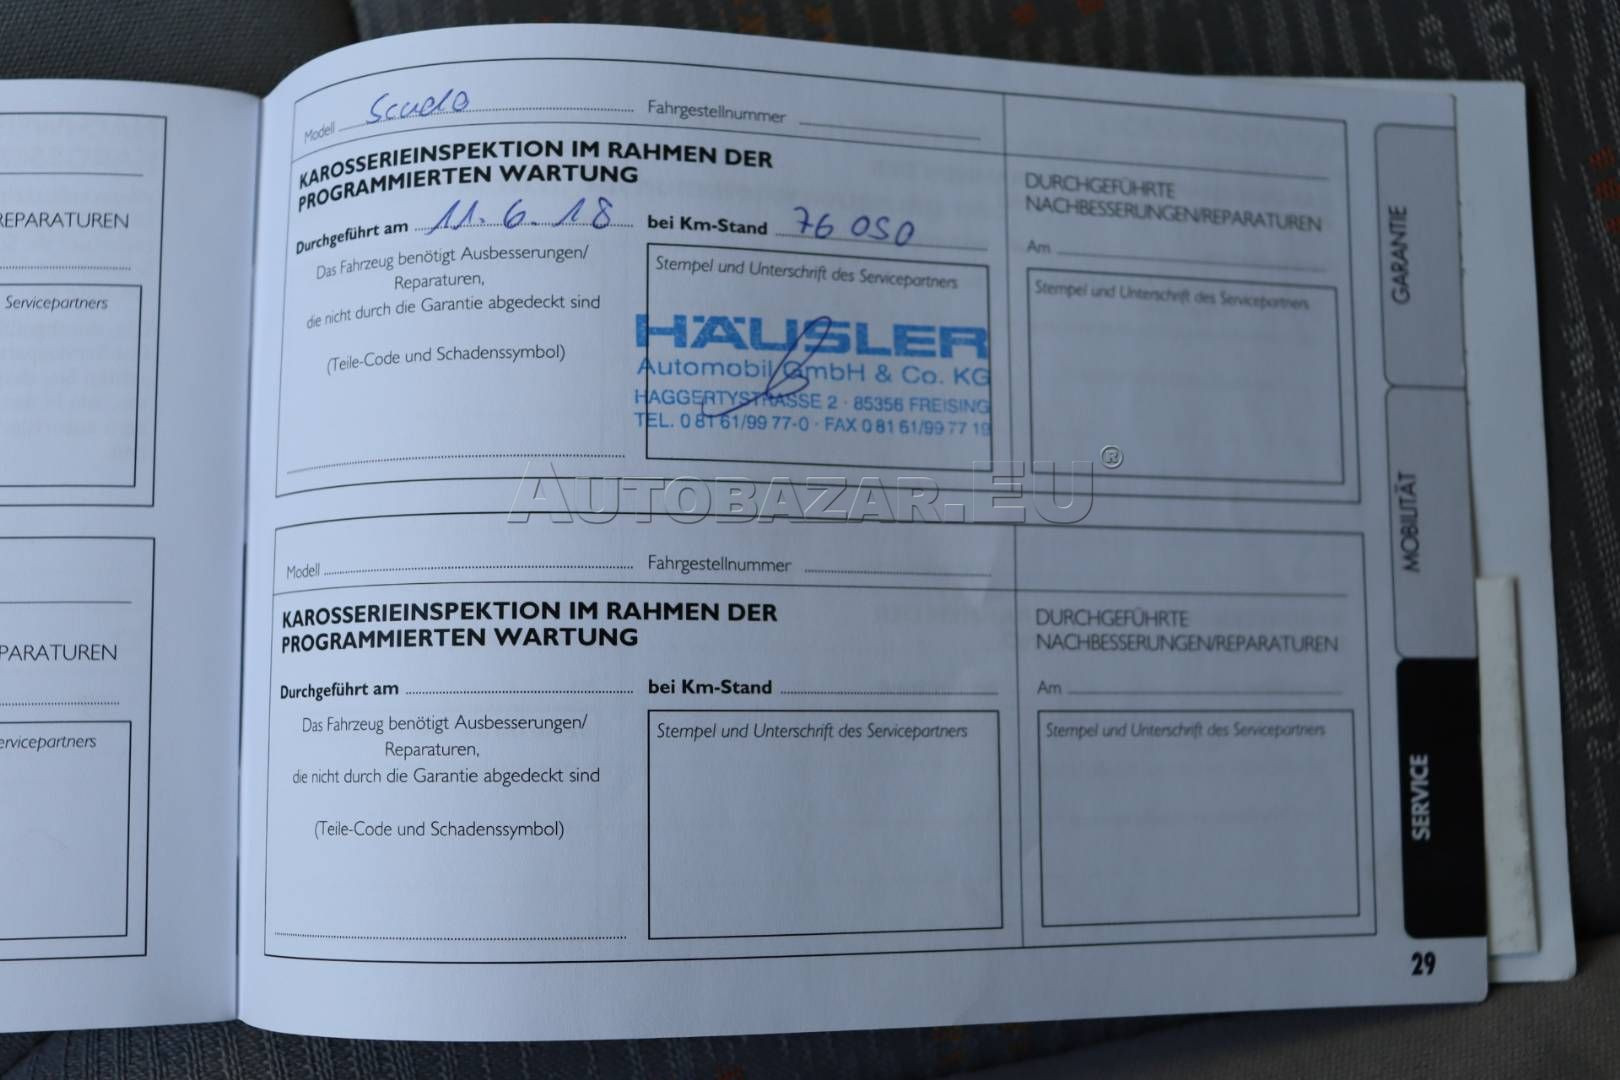 REPARATUREN
Servicepartners
PARATUREN
ervicepartners
Modell Scudo Fahrgestellnummer
KAROSSERIEINSPEKTION IM RAHMEN DER
PROGRAMMIERTEN WARTUNG
Durchgeführt am 11.6.18 bei Km-Stand 76 050
Das Fahrzeug benötigt Ausbesserungen/
Reparaturen,
die nicht durch die Garantie abgedeckt sind
(Teile-Code und Schadenssymbol)
Stempel und Unterschrift des Servicepartners
HÄUSLER
Automobil GmbH & Co. KG
HAGGERTYSTRASSE 2 · 85356 FREISING
TEL. 0 81 61/99 77-0 · FAX 0 81 61/99 77 19
DURCHGEFÜHRTE
NACHBESSERUNGEN/REPARATUREN
Am
Stempel und Unterschrift des Servicepartners
AUTOBAZAR.EU®
Modell Fahrgestellnummer
KAROSSERIEINSPEKTION IM RAHMEN DER
PROGRAMMIERTEN WARTUNG
Durchgeführt am bei Km-Stand
Das Fahrzeug benötigt Ausbesserungen/
Reparaturen,
die nicht durch die Garantie abgedeckt sind
(Teile-Code und Schadenssymbol)
Stempel und Unterschrift des Servicepartners
DURCHGEFÜHRTE
NACHBESSERUNGEN/REPARATUREN
Am
Stempel und Unterschrift des Servicepartners
GARANTIE
MOBILITÄT
SERVICE
29